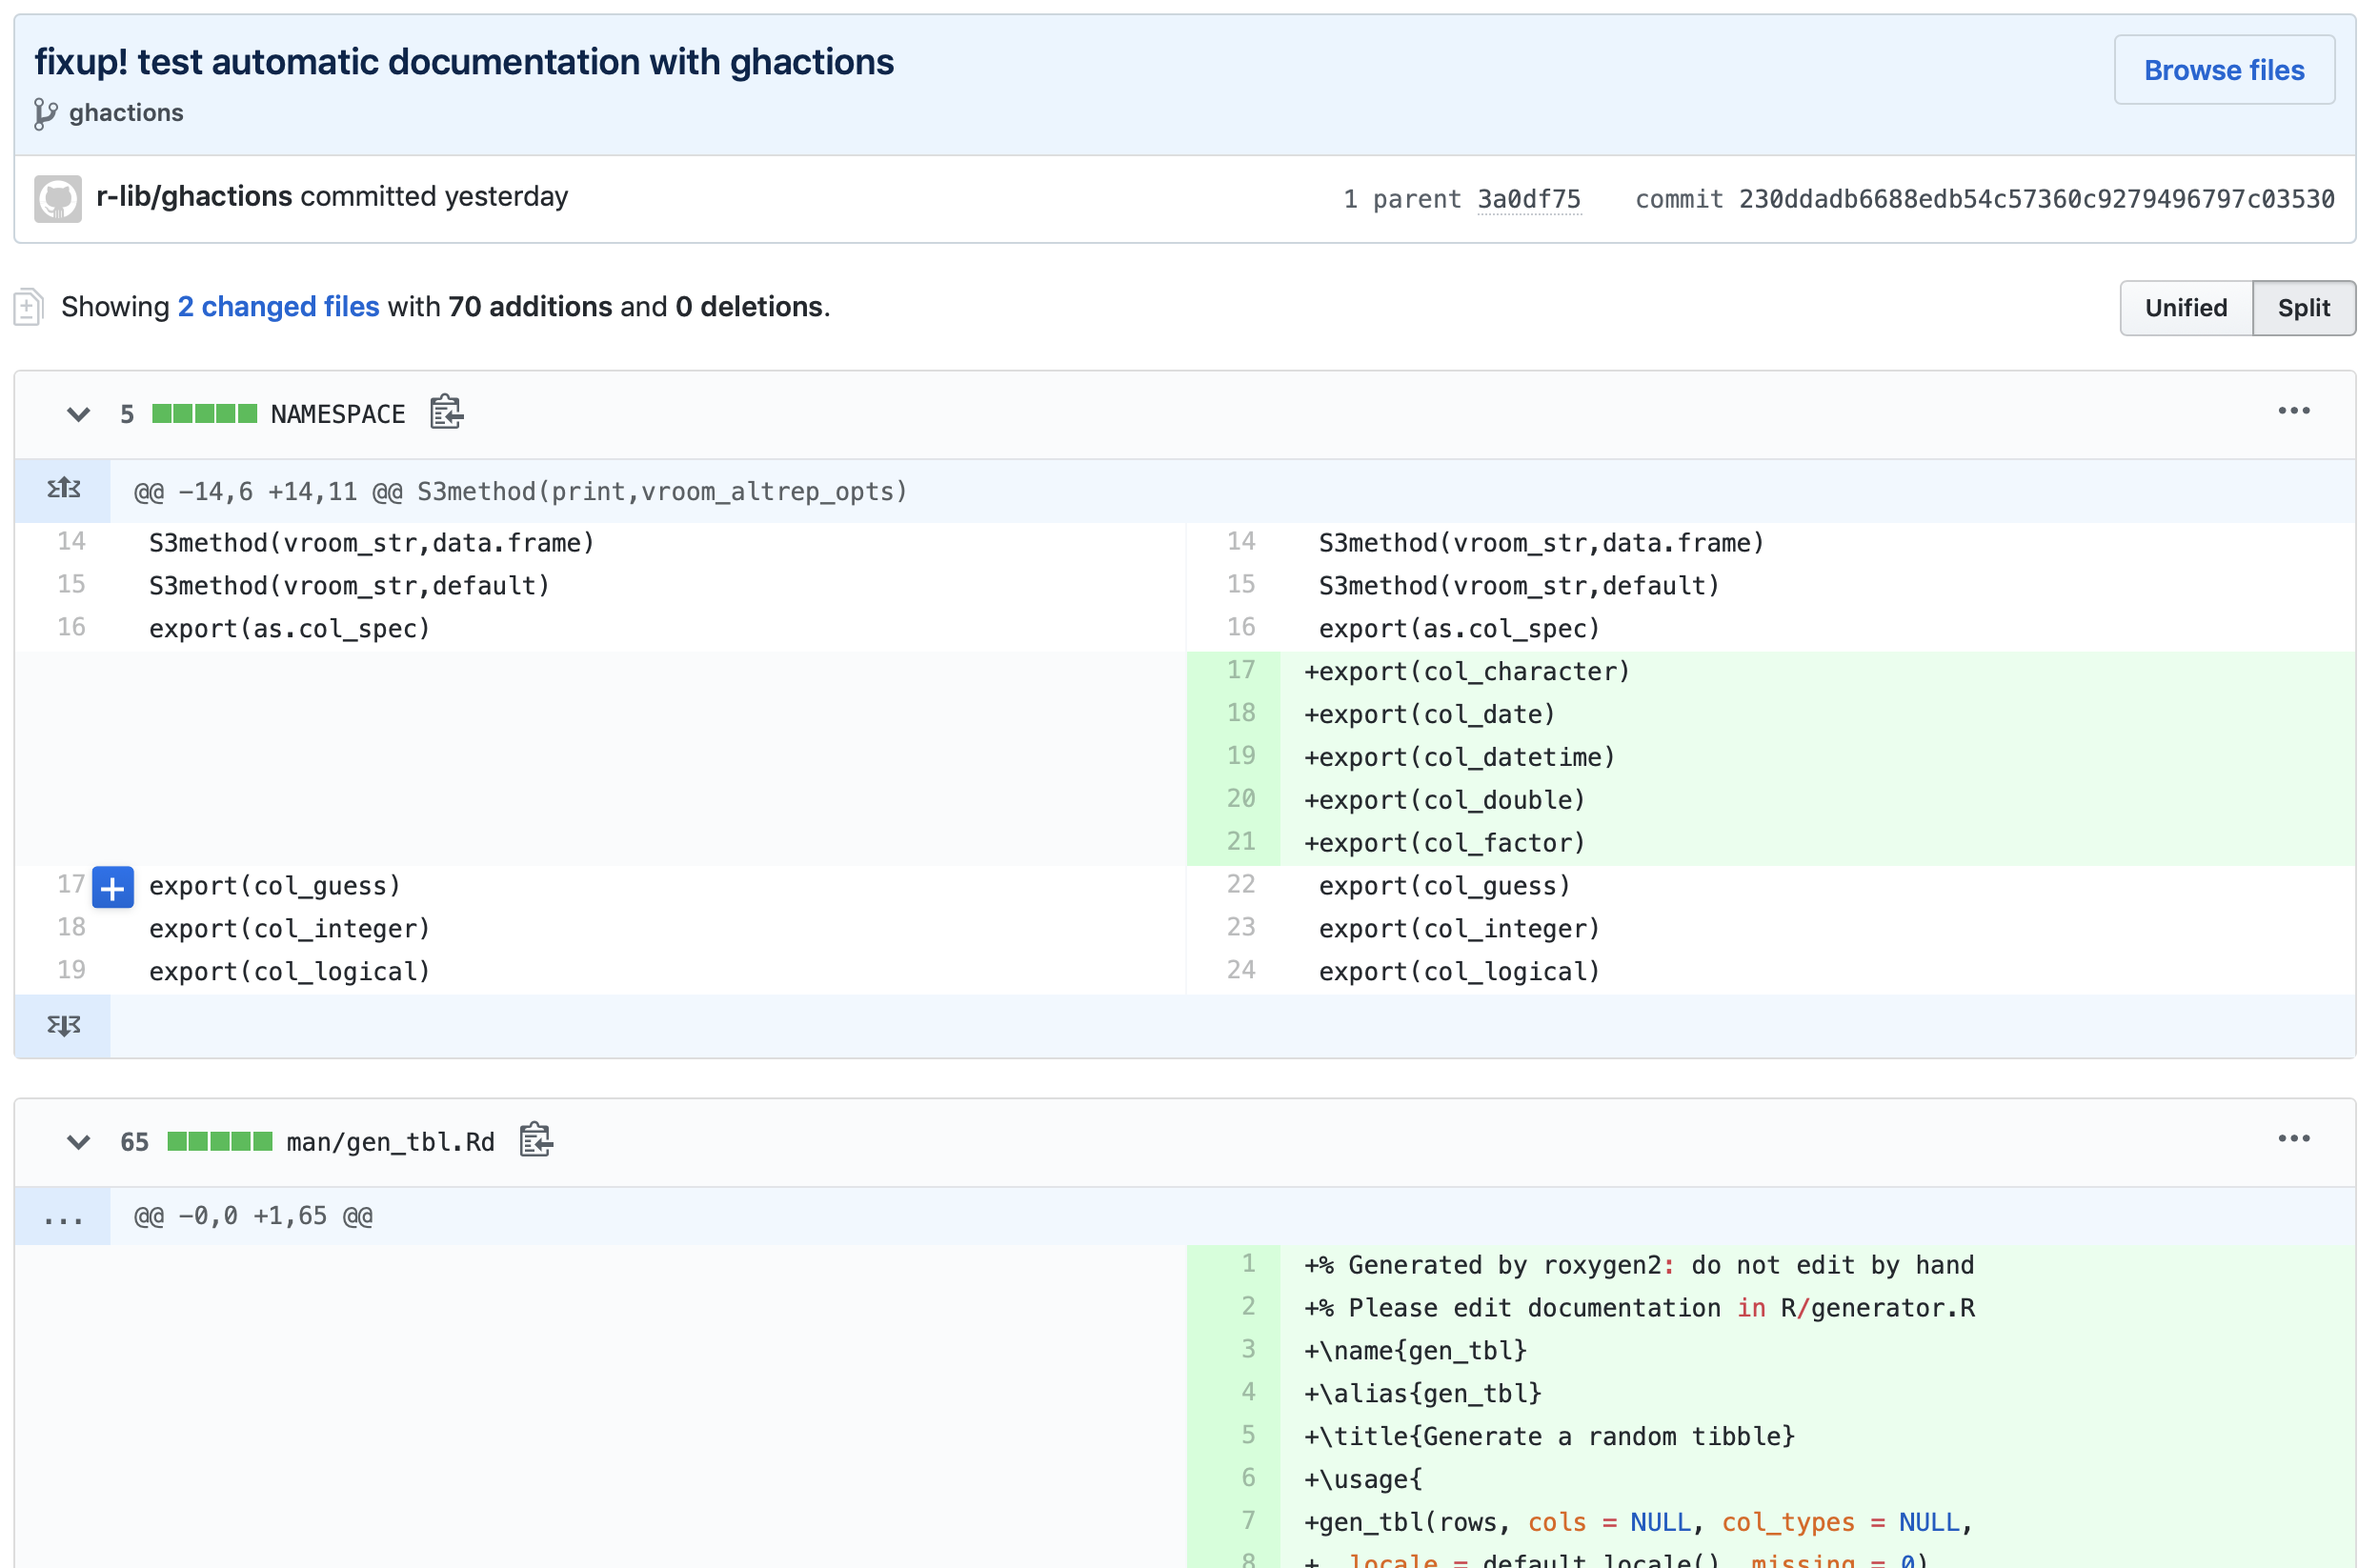 fixup! test automatic documentation with ghactions
Browse files
ghactions
r-lib/ghactions committed yesterday
1 parent 3a0df75 commit 230ddadb6688edb54c57360c9279496797c03530
Showing 2 changed files with 70 additions and 0 deletions.
Unified Split
5 NAMESPACE
@@ -14,6 +14,11 @@ S3method(print,vroom_altrep_opts)
14 S3method(vroom_str,data.frame) 14 S3method(vroom_str,data.frame)
15 S3method(vroom_str,default) 15 S3method(vroom_str,default)
16 export(as.col_spec) 16 export(as.col_spec)
17 +export(col_character)
18 +export(col_date)
19 +export(col_datetime)
20 +export(col_double)
21 +export(col_factor)
17 export(col_guess) 22 export(col_guess)
18 export(col_integer) 23 export(col_integer)
19 export(col_logical) 24 export(col_logical)
65 man/gen_tbl.Rd
... @@ -0,0 +1,65 @@
1 +% Generated by roxygen2: do not edit by hand
2 +% Please edit documentation in R/generator.R
3 +\name{gen_tbl}
4 +\alias{gen_tbl}
5 +\title{Generate a random tibble}
6 +\usage{
7 +gen_tbl(rows, cols = NULL, col_types = NULL,
8 + locale = default_locale(), missing = 0)